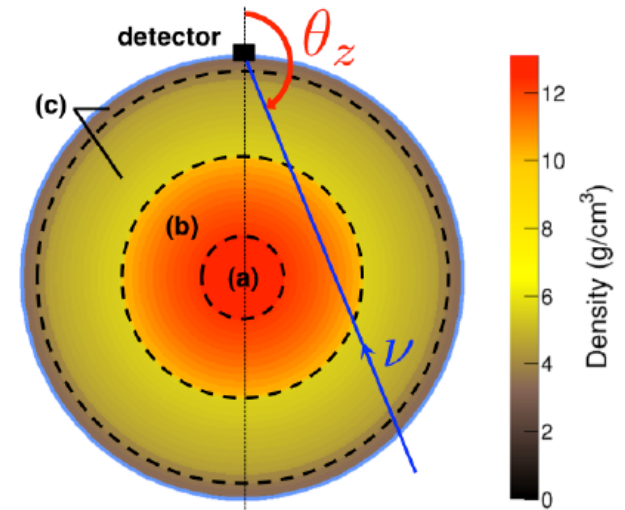 detector
θz
(c)
(b)
(a)
ν
12
10
8
6
4
2
0
Density (g/cm³)